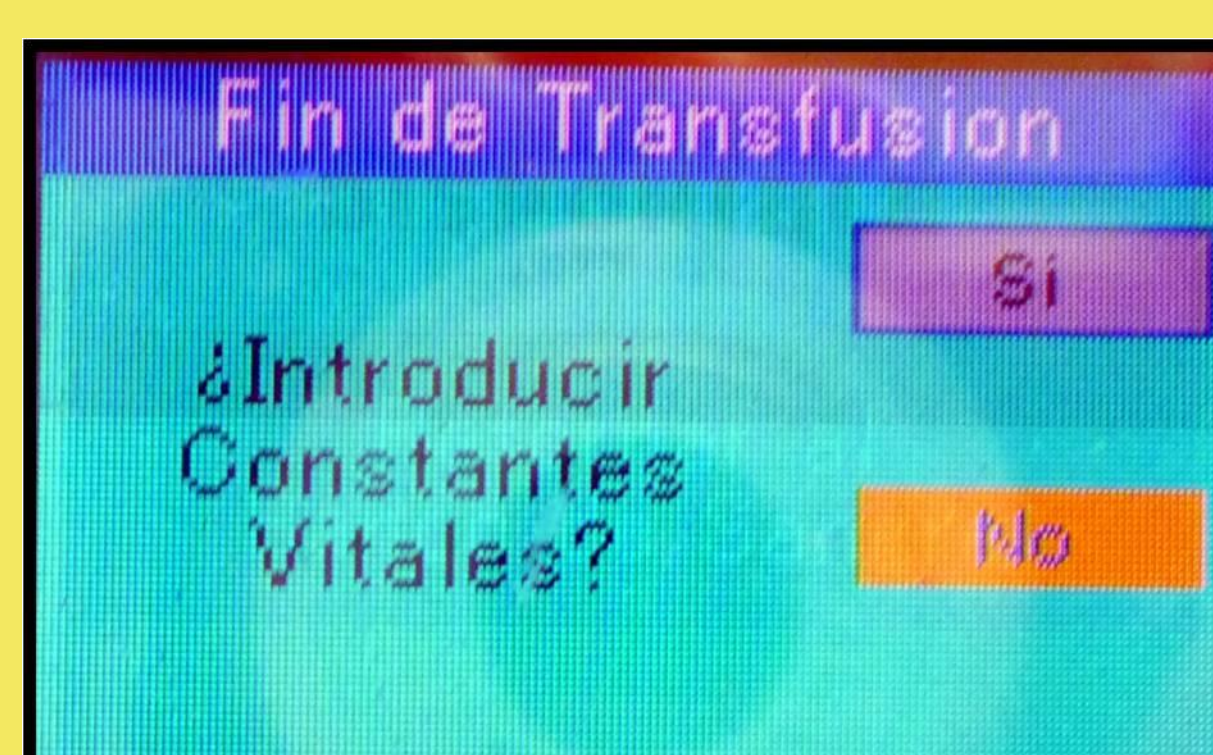 Fin de Transfusion
Si
¿Introducir
Constantes
Vitales?
No